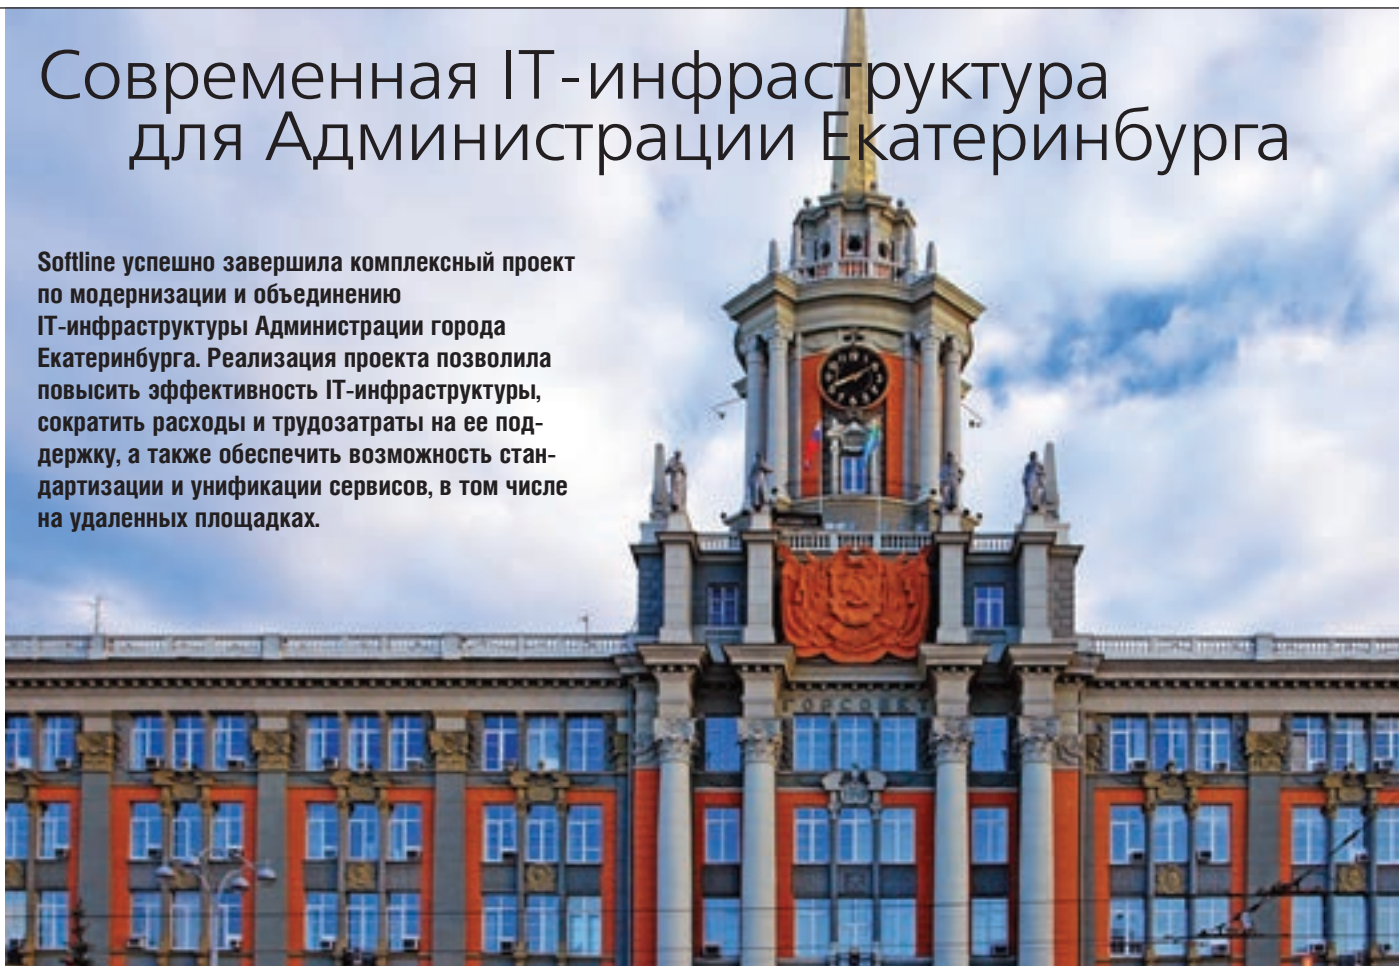 Современная IT-инфраструктура
для Администрации Екатеринбурга
Softline успешно завершила комплексный проект
по модернизации и объединению
IT-инфраструктуры Администрации города
Екатеринбурга. Реализация проекта позволила
повысить эффективность IT-инфраструктуры,
сократить расходы и трудозатраты на ее под-
держку, а также обеспечить возможность стан-
дартизации и унификации сервисов, в том числе
на удаленных площадках.
ГОРСОВЕТ